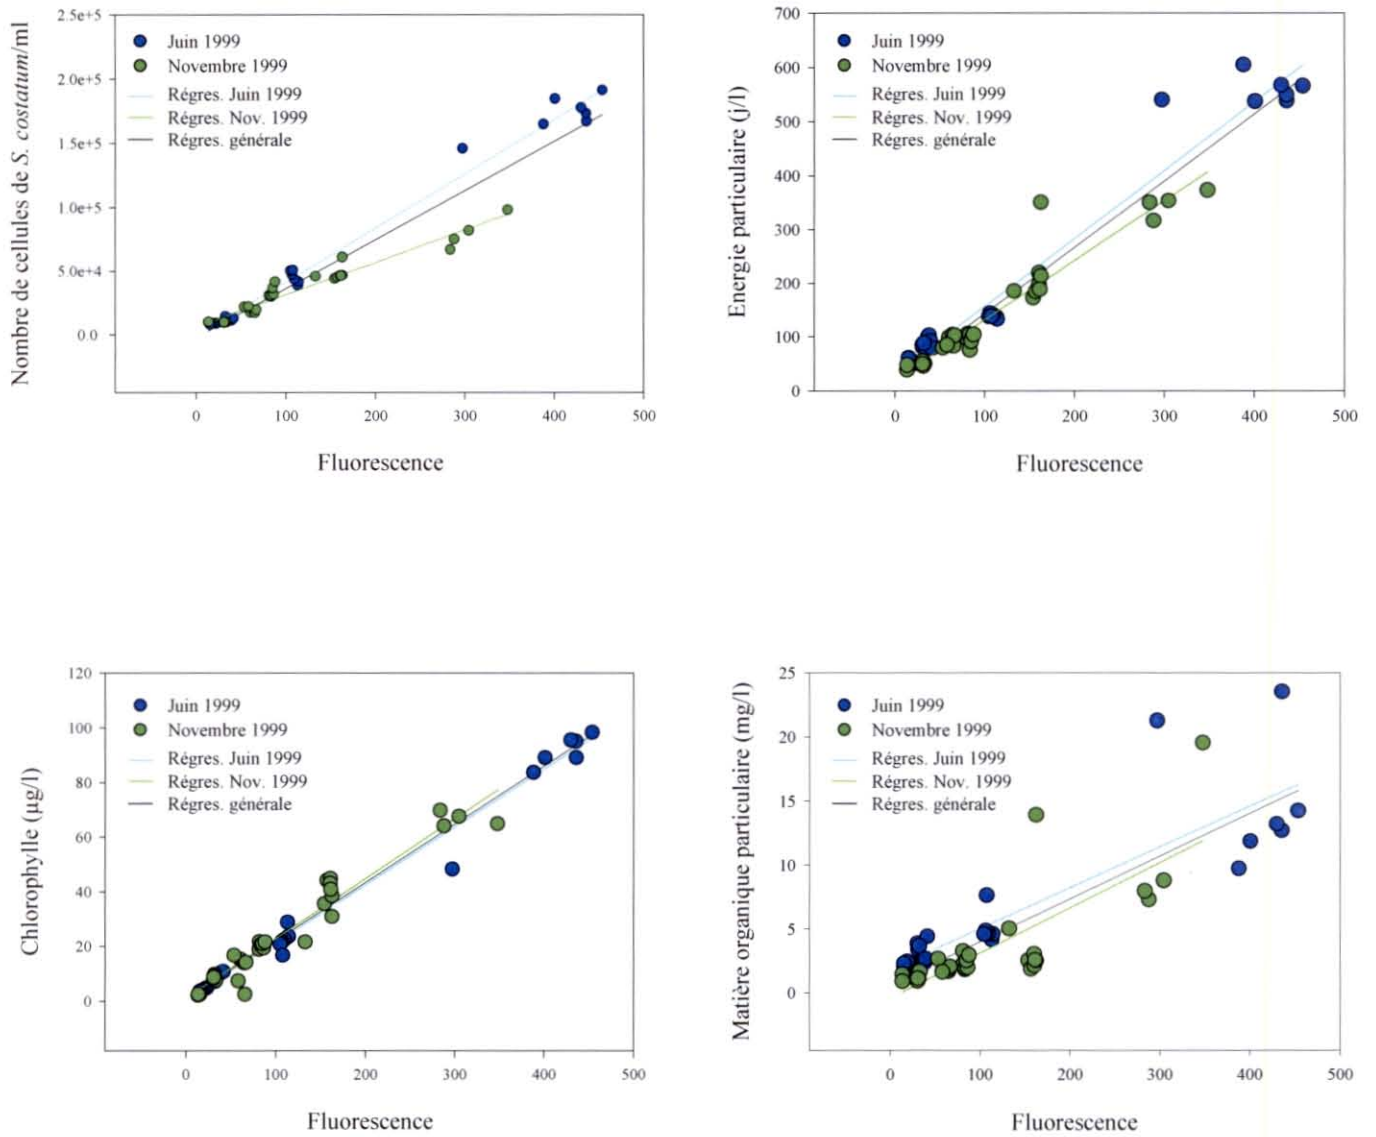 Nombre de cellules de S. costatum/ml
2.5e+5
2.0e+5
1.5e+5
1.0e+5
5.0e+4
0.0
Juin 1999
Novembre 1999
Régres. Juin 1999
Régres. Nov. 1999
Régres. générale
0 100 200 300 400 500
Fluorescence
Energie particulaire (j/l)
700
600
500
400
300
200
100
0
Juin 1999
Novembre 1999
Régres. Juin 1999
Régres. Nov. 1999
Régres. générale
0 100 200 300 400 500
Fluorescence
Chlorophylle (µg/l)
120
100
80
60
40
20
0
Juin 1999
Novembre 1999
Régres. Juin 1999
Régres. Nov. 1999
Régres. générale
0 100 200 300 400 500
Fluorescence
Matière organique particulaire (mg/l)
25
20
15
10
5
0
Juin 1999
Novembre 1999
Régres. Juin 1999
Régres. Nov. 1999
Régres. générale
0 100 200 300 400 500
Fluorescence